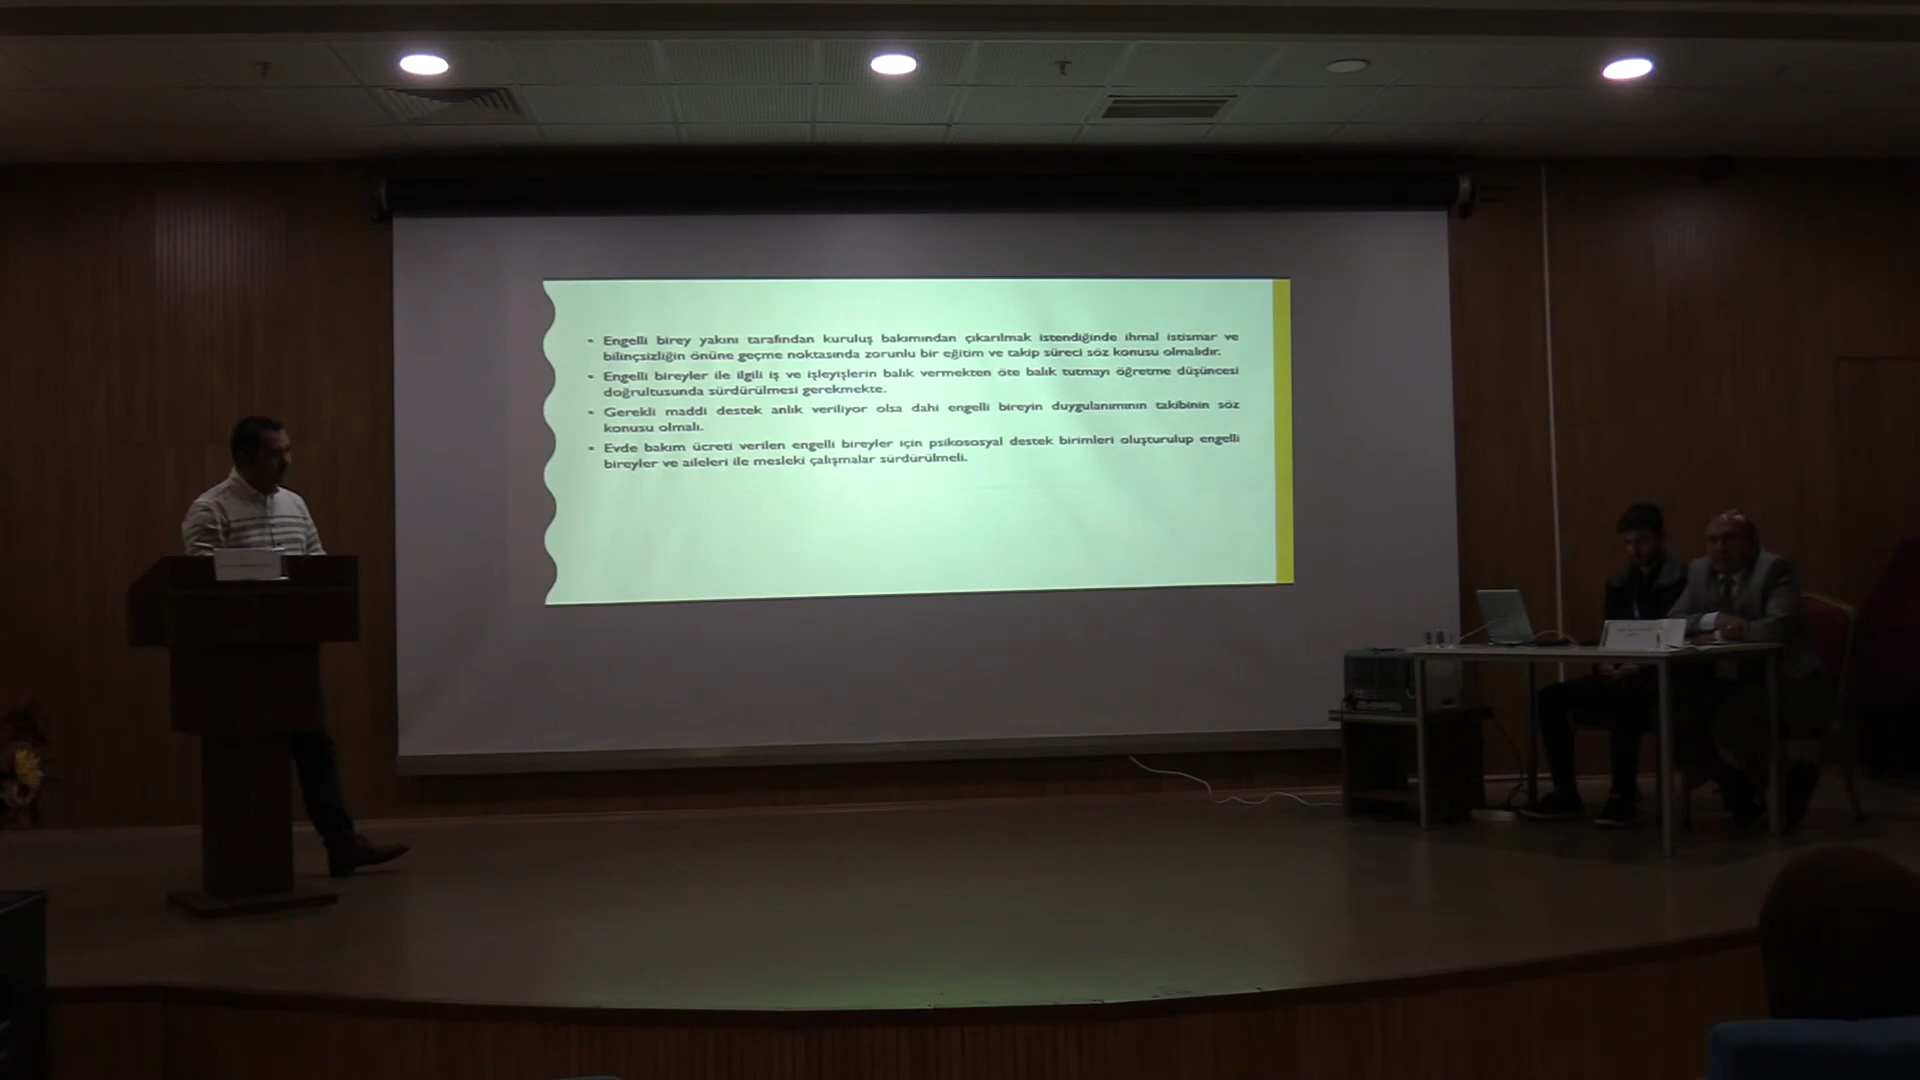 • Engelli birey yakını tarafından kuruluş bakımından çıkarılmak istendiğinde ihmal istismar ve
bilinçsizliğin önüne geçme noktasında zorunlu bir eğitim ve takip süreci söz konusu olmalıdır.
• Engelli bireyler ile ilgili iş ve işleyişlerin balık vermekten öte balık tutmayı öğretme düşüncesi
doğrultusunda sürdürülmesi gerekmekte.
• Gerekli maddi destek anlık veriliyor olsa dahi engelli bireyin duygulanımının takibinin söz
konusu olmalı.
• Evde bakım ücreti verilen engelli bireyler için psikososyal destek birimleri oluşturulup engelli
bireyler ve aileleri ile mesleki çalışmalar sürdürülmeli.